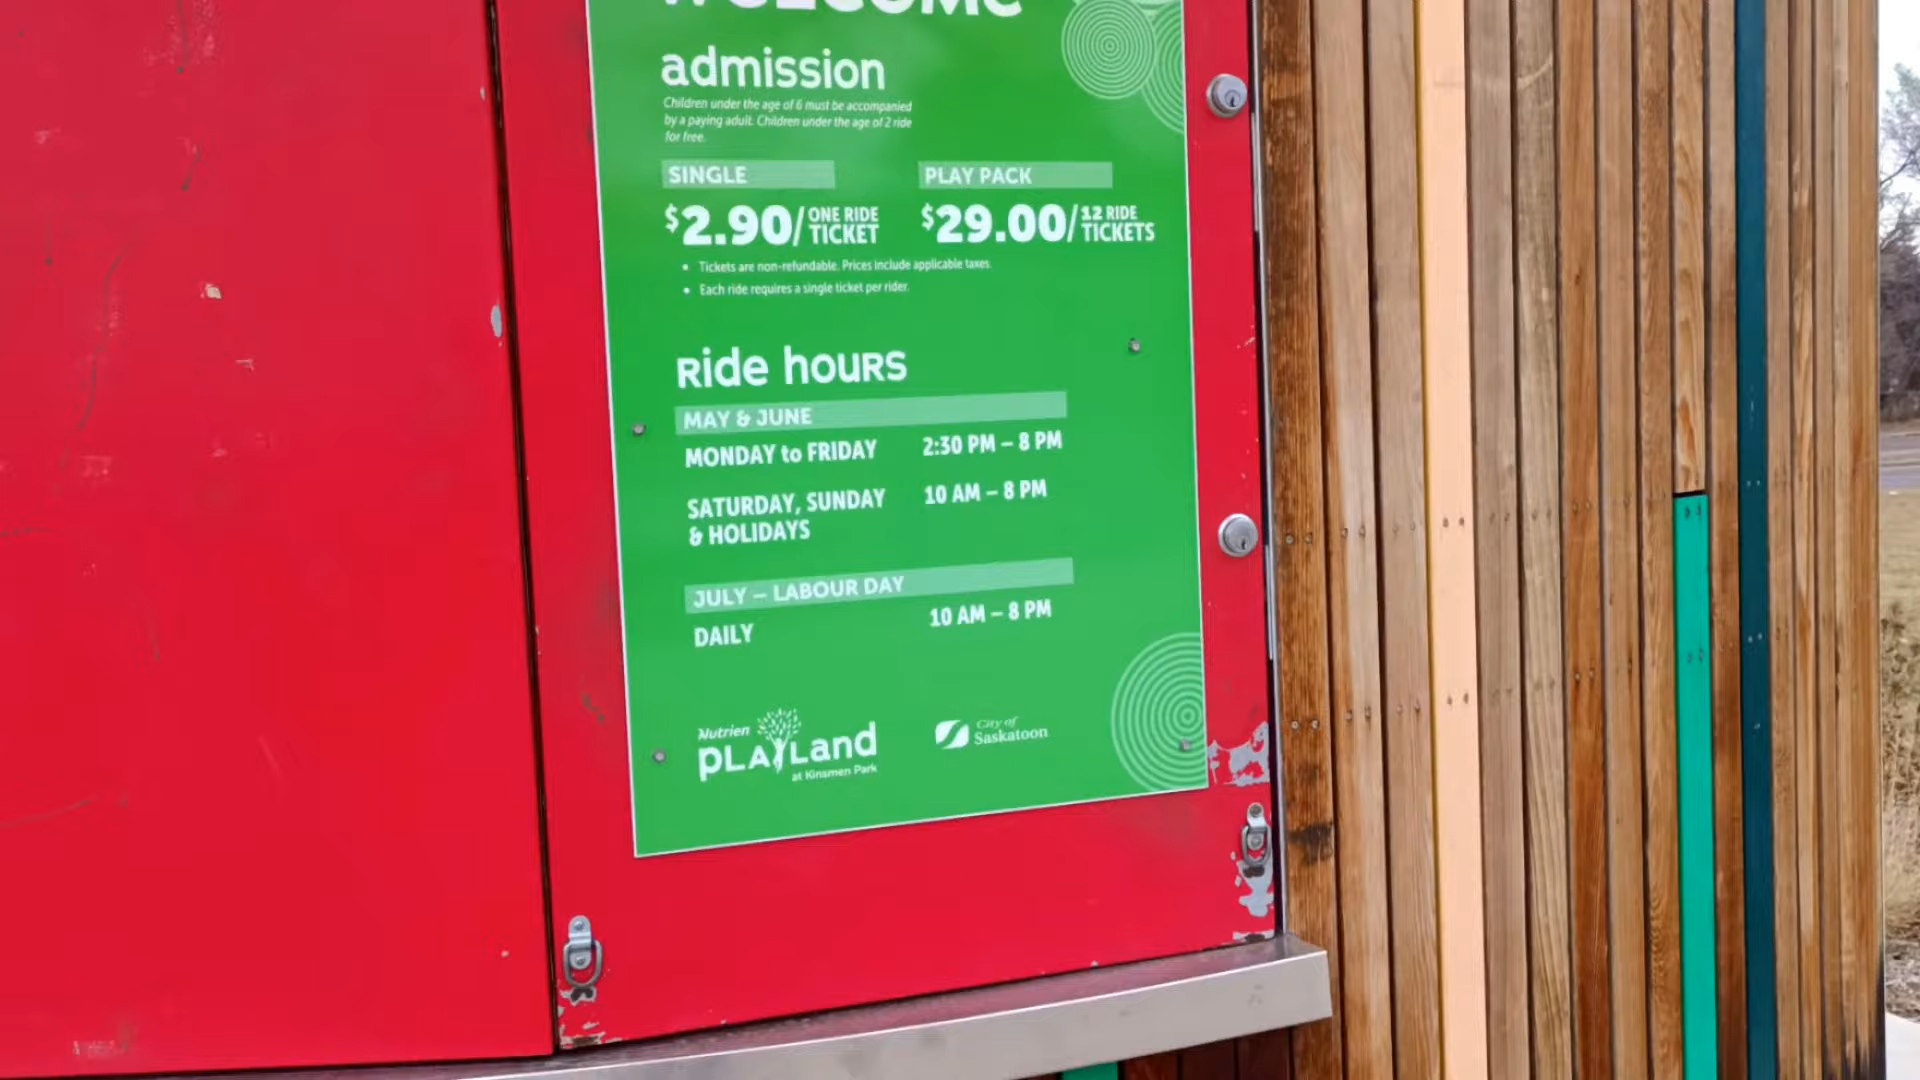 WELCOME
admission
Children under the age of 6 must be accompanied
by a paying adult. Children under the age of 2 ride
for free.
SINGLE
$2.90/ ONE RIDE TICKET
PLAY PACK
$29.00/ 12 RIDE TICKETS
• Tickets are non-refundable. Prices include applicable taxes.
• Each ride requires a single ticket per rider.
Ride hours
MAY & JUNE
MONDAY to FRIDAY 2:30 PM – 8 PM
SATURDAY, SUNDAY 10 AM – 8 PM
& HOLIDAYS
JULY – LABOUR DAY
DAILY 10 AM – 8 PM
Nutrien
PLAYLand
at Kinsmen Park
City of
Saskatoon